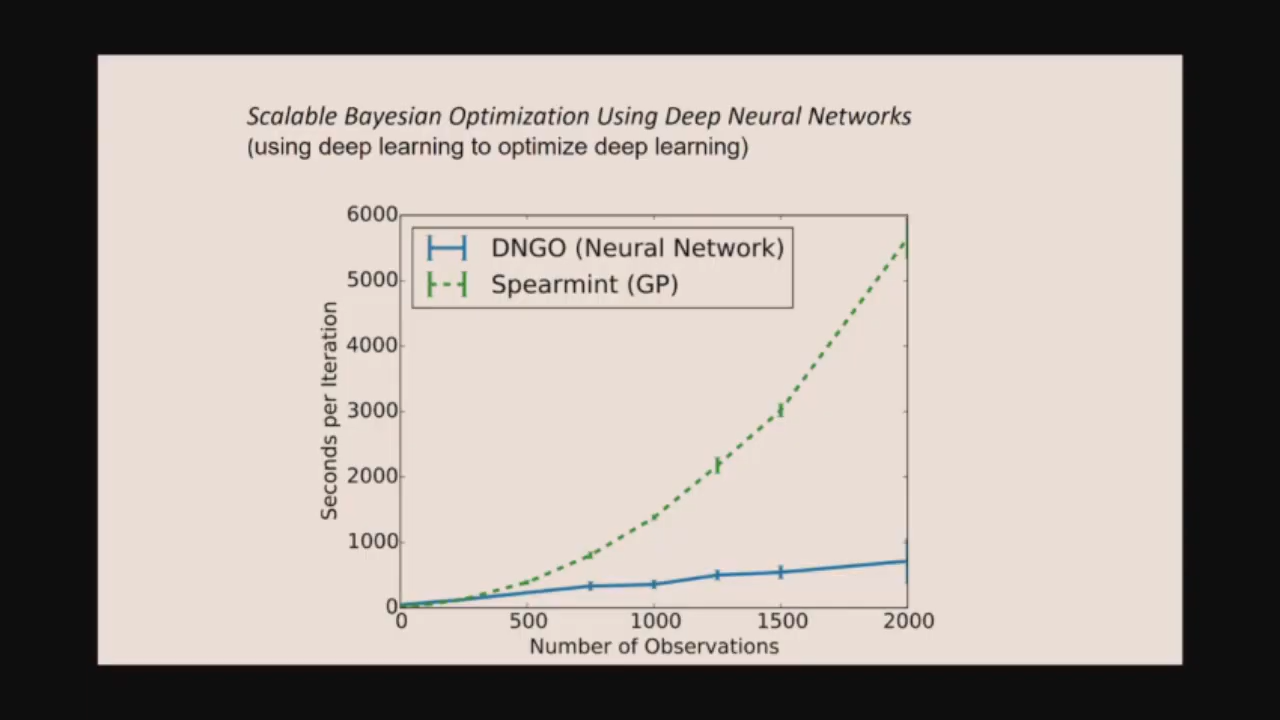 Scalable Bayesian Optimization Using Deep Neural Networks
(using deep learning to optimize deep learning)
6000
DNGO (Neural Network)
5000
Spearmint (GP)
4000
Seconds per Iteration
3000
2000
1000
0
0 500 1000 1500 2000
Number of Observations